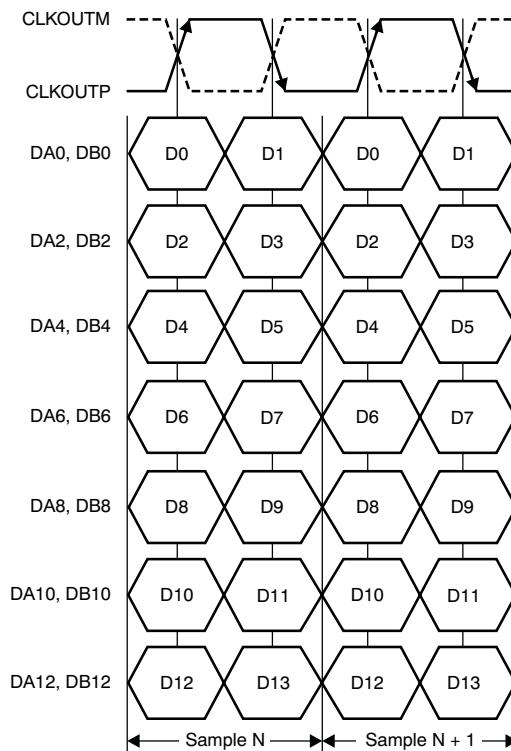 CLKOUTM
CLKOUTP
DA0, DB0 D0 D1 D0 D1
DA2, DB2 D2 D3 D2 D3
DA4, DB4 D4 D5 D4 D5
DA6, DB6 D6 D7 D6 D7
DA8, DB8 D8 D9 D8 D9
DA10, DB10 D10 D11 D10 D11
DA12, DB12 D12 D13 D12 D13
Sample N Sample N + 1